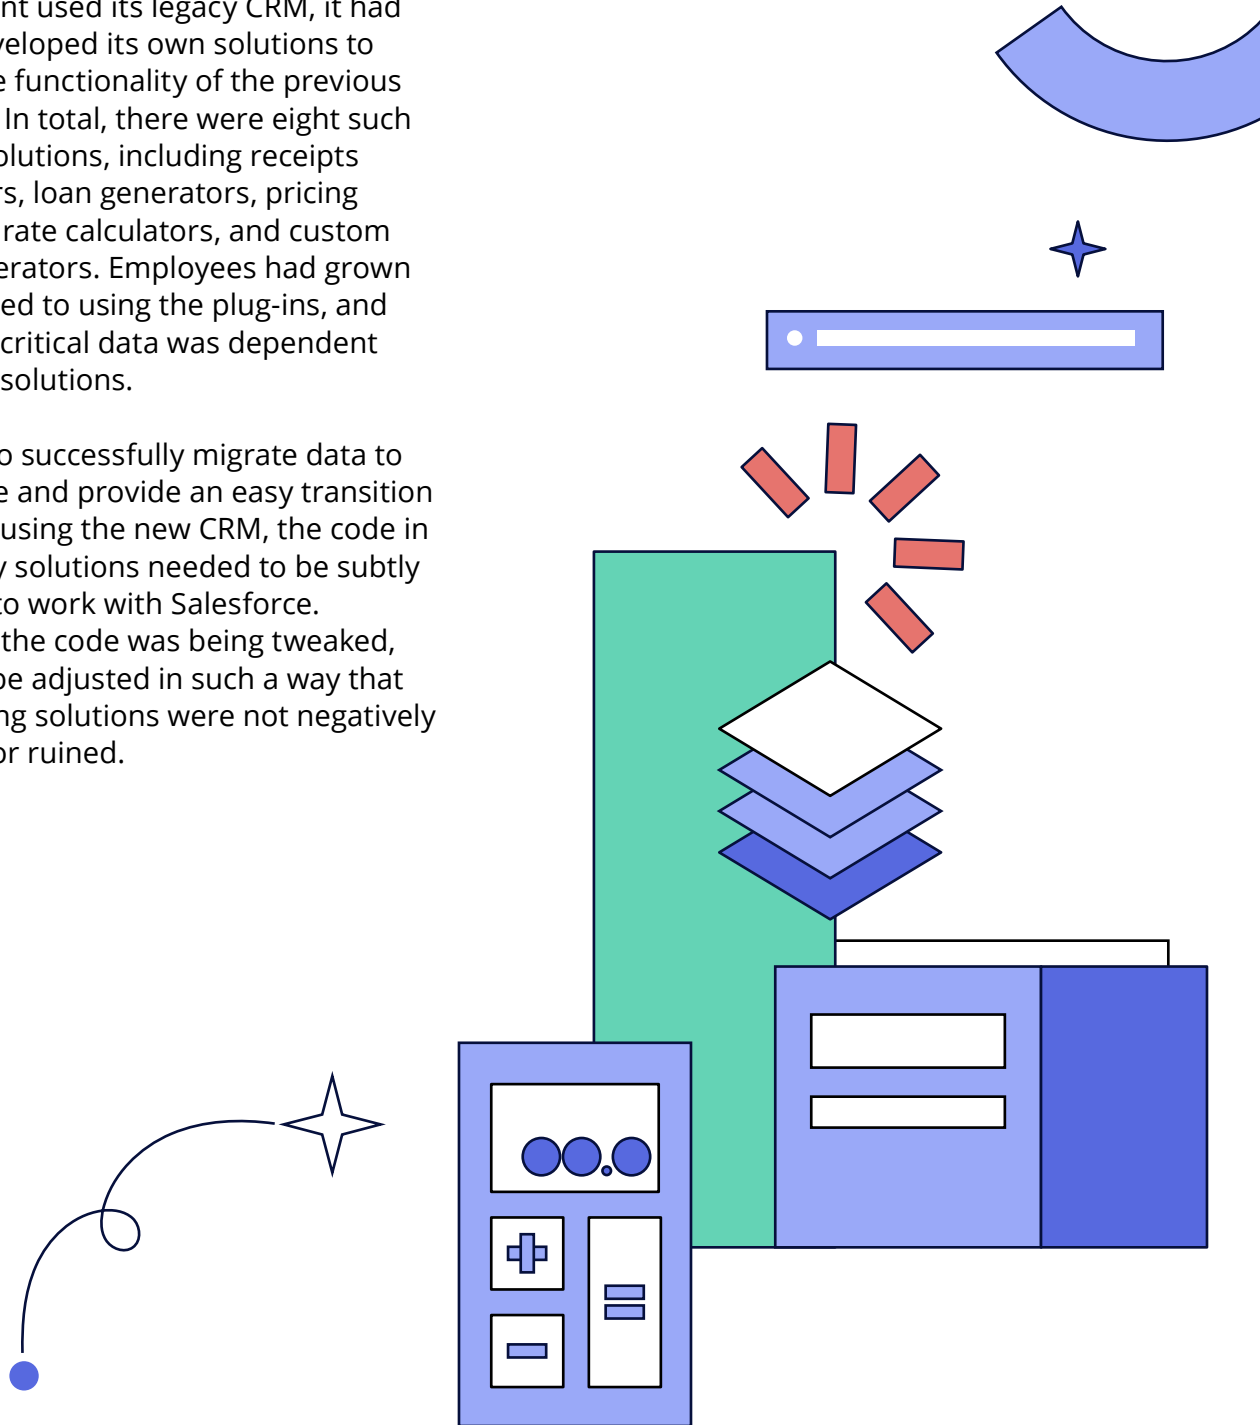 nt used its legacy CRM, it had
veloped its own solutions to
e functionality of the previous
In total, there were eight such
olutions, including receipts
rs, loan generators, pricing
rate calculators, and custom
erators. Employees had grown
ed to using the plug-ins, and
critical data was dependent
solutions.
o successfully migrate data to
e and provide an easy transition
using the new CRM, the code in
y solutions needed to be subtly
to work with Salesforce.
the code was being tweaked,
be adjusted in such a way that
ng solutions were not negatively
or ruined.